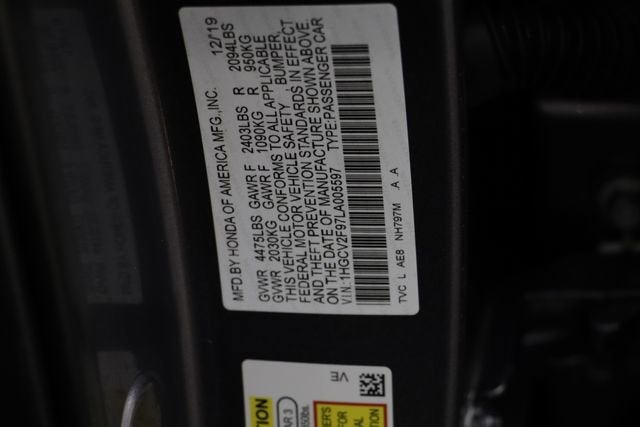 MFD.BY HONDA OF AMERICA MFG.,INC. 12/19
GVWR 4475LBS GAWR F 2403LBS R 2094LBS
GVWR 2030KG GAWR F 1090KG R 950KG
THIS VEHICLE CONFORMS TO ALL APPLICABLE
FEDERAL MOTOR VEHICLE SAFETY , BUMPER,
AND THEFT PREVENTION STANDARDS IN EFFECT
ON THE DATE OF MANUFACTURE SHOWN ABOVE.
V.I.N.: 1HGCV2F97LA005597 TYPE:PASSENGER CAR
TVC L AE8 NH797M A A
VE